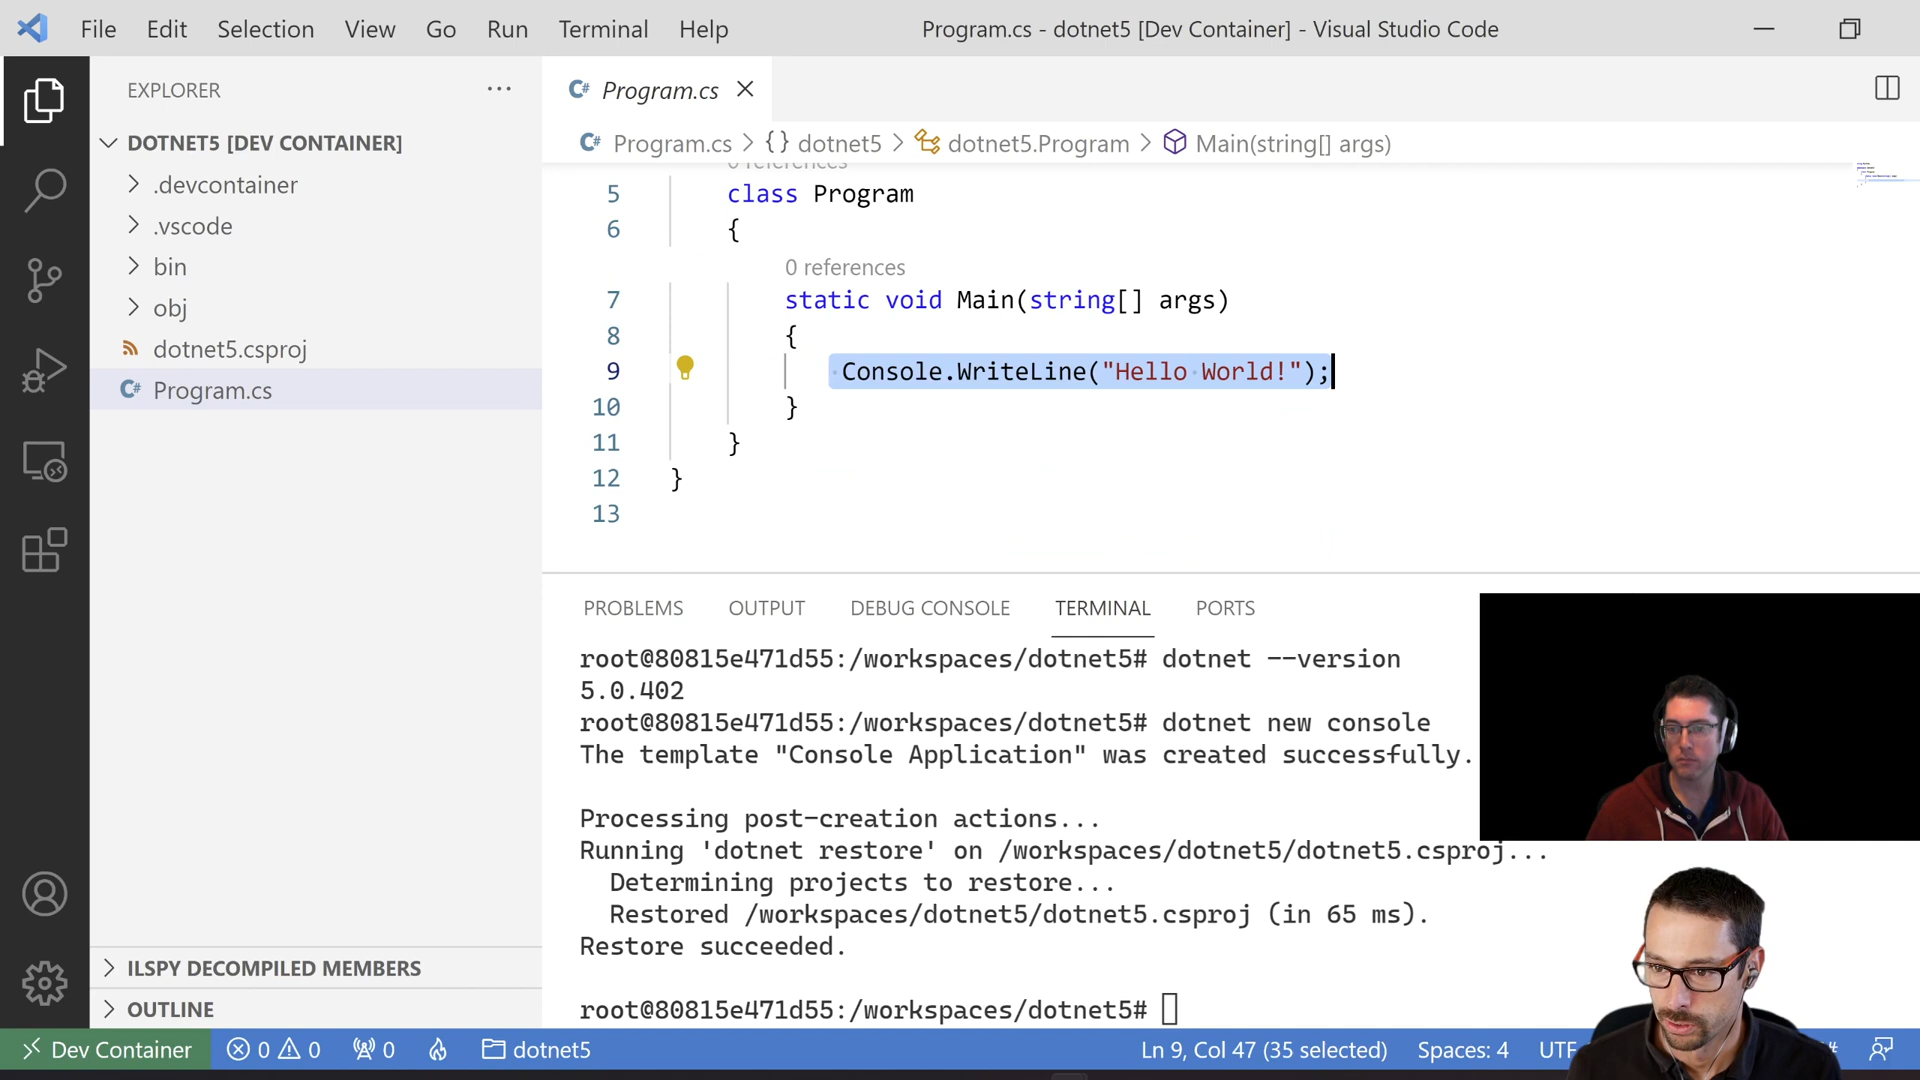 File Edit Selection View Go Run Terminal Help Program.cs - dotnet5 [Dev Container] - Visual Studio Code
EXPLORER ···
DOTNET5 [DEV CONTAINER]
.devcontainer
.vscode
bin
obj
dotnet5.csproj
C# Program.cs
ILSPY DECOMPILED MEMBERS
OUTLINE
C# Program.cs
C# Program.cs > {} dotnet5 > dotnet5.Program > Main(string[] args)
0 references
5 class Program
6 {
0 references
7 static void Main(string[] args)
8 {
9 Console.WriteLine("Hello World!");
10 }
11 }
12 }
13
PROBLEMS OUTPUT DEBUG CONSOLE TERMINAL PORTS
root@80815e471d55:/workspaces/dotnet5# dotnet --version
5.0.402
root@80815e471d55:/workspaces/dotnet5# dotnet new console
The template "Console Application" was created successfully.
Processing post-creation actions...
Running 'dotnet restore' on /workspaces/dotnet5/dotnet5.csproj...
Determining projects to restore...
Restored /workspaces/dotnet5/dotnet5.csproj (in 65 ms).
Restore succeeded.
root@80815e471d55:/workspaces/dotnet5#
Dev Container 0 0 0 dotnet5 Ln 9, Col 47 (35 selected) Spaces: 4 UTF